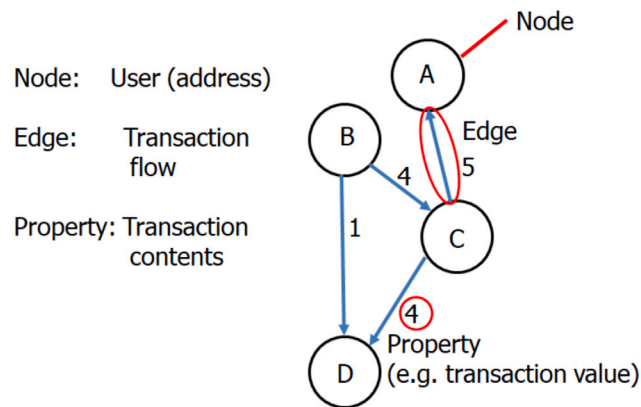 Node
Node: User (address)
A
B
Edge: Transaction
flow
Edge
5
4
Property: Transaction
contents
1
C
4
Property
(e.g. transaction value)
D